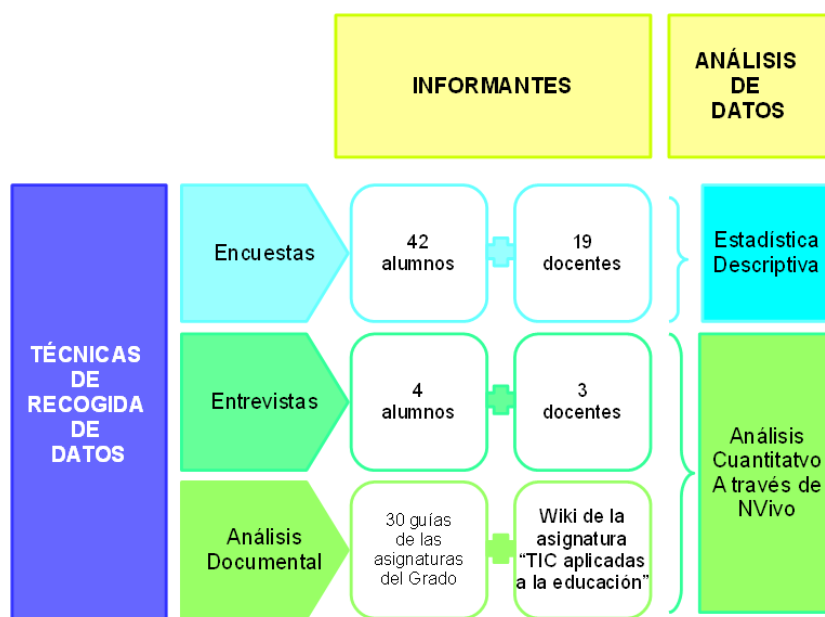 INFORMANTES
ANÁLISIS
DE
DATOS
TÉCNICAS
DE
RECOGIDA
DE
DATOS
Encuestas
42
alumnos
19
docentes
Estadística
Descriptiva
Entrevistas
4
alumnos
3
docentes
Análisis
Cuantitatvo
A través de
NVivo
Análisis
Documental
30 guías
de las
asignaturas
del Grado
Wiki de la
asignatura
“TIC aplicadas
a la educación”